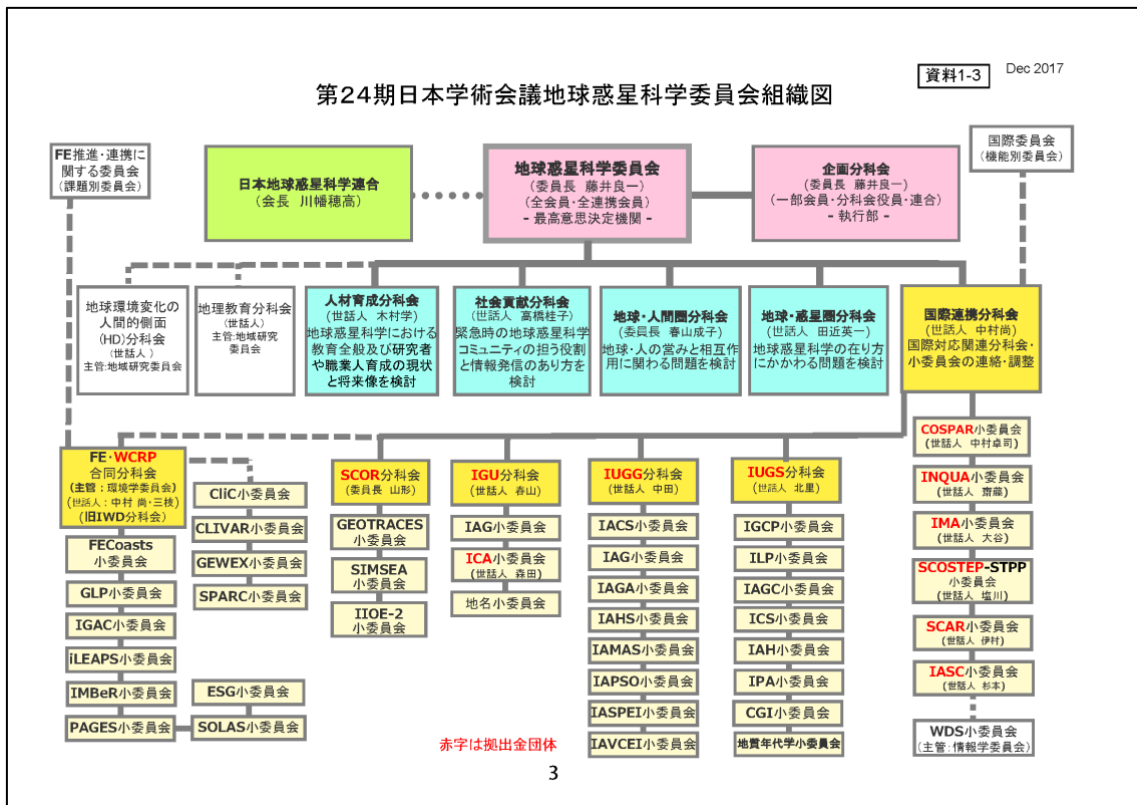 資料1-3
Dec 2017
第24期日本学術会議地球惑星科学委員会組織図
FE推進・連携に
関する委員会
(課題別委員会)
日本地球惑星科学連合
(会長 川幡穂高)
地球惑星科学委員会
(委員長 藤井良一)
(全会員・全連携会員)
- 最高意思決定機関 -
企画分科会
(委員長 藤井良一)
(一部会員・分科会役員・連合)
- 執行部 -
国際委員会
(機能別委員会)
地球環境変化の
人間的側面
(HD)分科会
(世話人 )
主管:地域研究委員会
地理教育分科会
(世話人)
主管:地域研究
委員会
人材育成分科会
(世話人 木村学)
地球惑星科学における
教育全般及び研究者
や職業人育成の現状
と将来像を検討
社会貢献分科会
(世話人 高橋桂子)
緊急時の地球惑星科学
コミュニティの担う役割
と情報発信のあり方を
検討
地球・人間圏分科会
(委員長 春山成子)
地球・人の営みと相互作
用に関わる問題を検討
地球・惑星圏分科会
(世話人 田近英一)
地球惑星科学の在り方
にかかわる問題を検討
国際連携分科会
(世話人 中村尚)
国際対応関連分科会・
小委員会の連絡・調整
FE・WCRP
合同分科会
(主管：環境学委員会)
(世話人：中村 尚・三枝)
(旧IWD分科会)
FECoasts
小委員会
GLP小委員会
IGAC小委員会
iLEAPS小委員会
IMBeR小委員会
PAGES小委員会
CliC小委員会
CLIVAR小委員会
GEWEX小委員会
SPARC小委員会
ESG小委員会
SOLAS小委員会
SCOR分科会
(委員長 山形)
GEOTRACES
小委員会
SIMSEA
小委員会
IIOE-2
小委員会
IGU分科会
(世話人 春山)
IAG小委員会
ICA小委員会
(世話人 森田)
地名小委員会
IUGG分科会
(世話人 中田)
IACS小委員会
IAG小委員会
IAGA小委員会
IAHS小委員会
IAMAS小委員会
IAPSO小委員会
IASPEI小委員会
IAVCEI小委員会
IUGS分科会
(世話人 北里)
IGCP小委員会
ILP小委員会
IAGC小委員会
ICS小委員会
IAH小委員会
IPA小委員会
CGI小委員会
地質年代学小委員会
COSPAR小委員会
(世話人 中村卓司)
INQUA小委員会
(世話人 齋藤)
IMA小委員会
(世話人 大谷)
SCOSTEP-STPP
小委員会
(世話人 塩川)
SCAR小委員会
(世話人 伊村)
IASC小委員会
(世話人 杉本)
WDS小委員会
(主管:情報学委員会)
赤字は拠出金団体
3